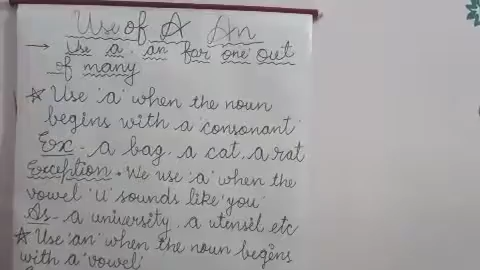 Use of A An
→ Use a, an for one out
of many
☆ Use 'a' when the noun
begins with a 'consonant'
Ex - a bag, a cat, a rat
Exception - We use 'a' when the
vowel 'u' sounds like 'you'
As - a university, a utensil etc
☆ Use 'an' when the noun begins
with a 'vowel'